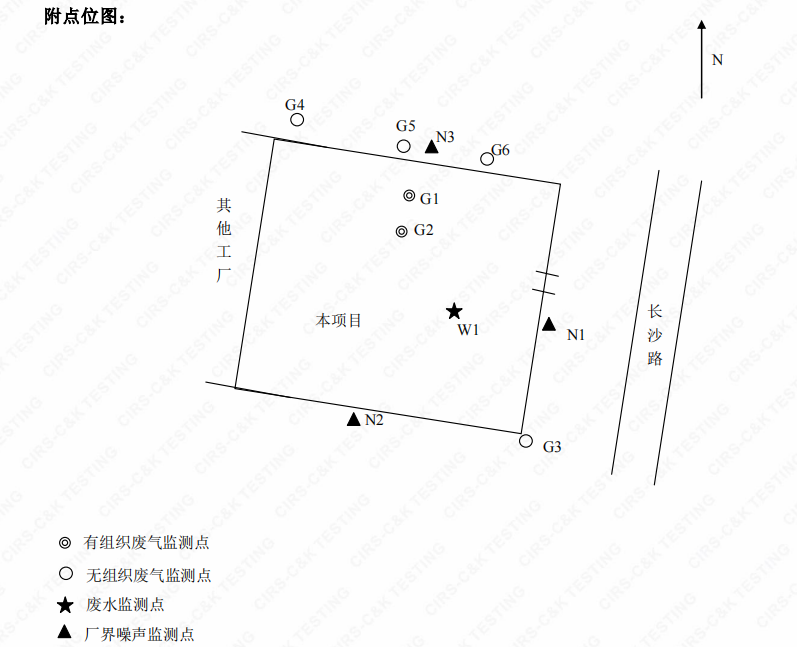 附点位图：
N
G4
G5
N3
G6
G1
G2
其他工厂
长沙路
本项目
W1
N1
N2
G3
有组织废气监测点
无组织废气监测点
废水监测点
厂界噪声监测点
CIRS-C&K TESTING